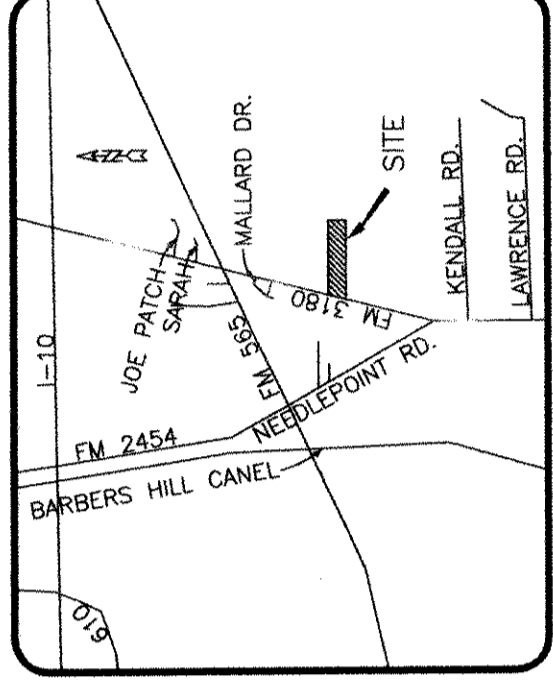 I-10
JOE PATCH
SARAH
MALLARD DR.
FM 565
FM 2454
NEEDLEPOINT RD.
FM 3180
SITE
BARBERS HILL CANEL
KENDALL RD.
LAWRENCE RD.
610